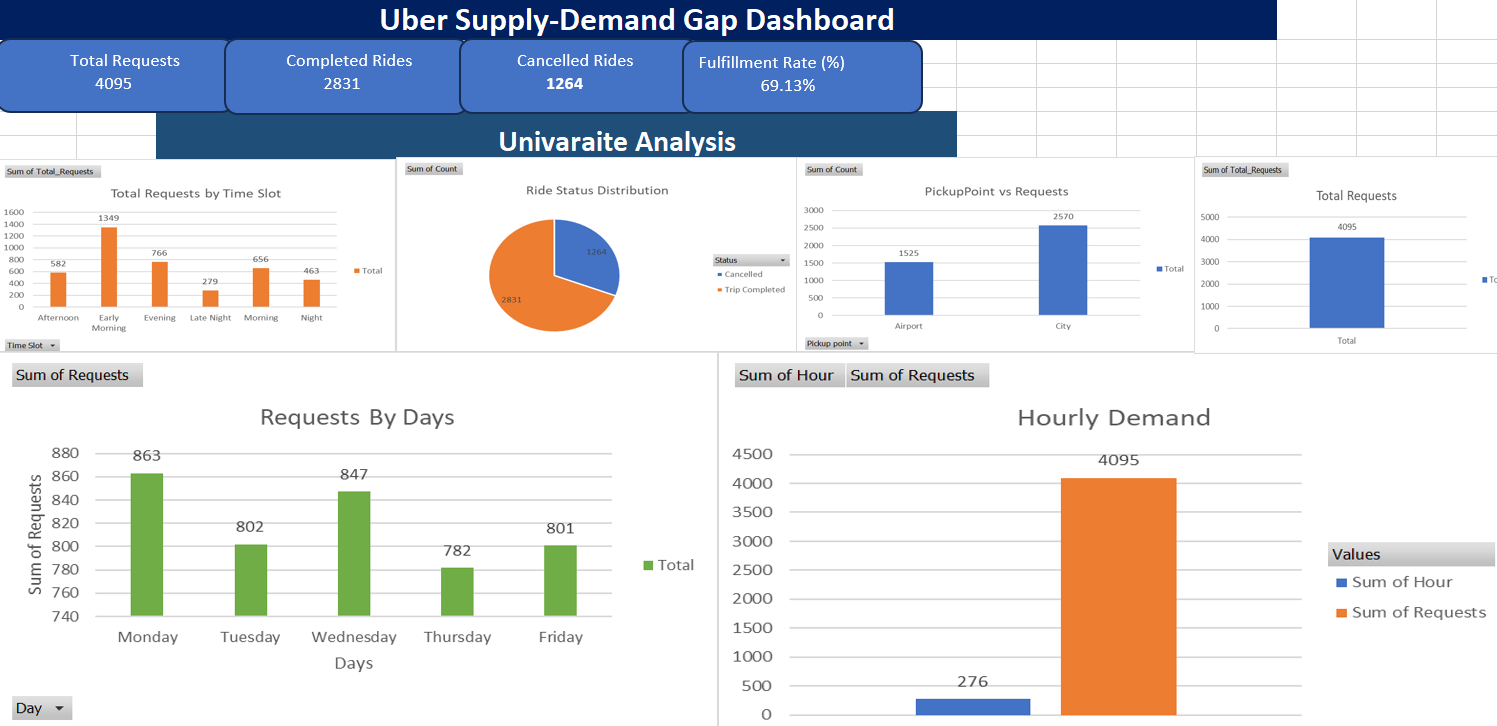 Uber Supply-Demand Gap Dashboard
Total Requests
4095
Completed Rides
2831
Cancelled Rides
1264
Fulfillment Rate (%)
69.13%
Univaraite Analysis
Sum of Total_Requests
Total Requests by Time Slot
1600
1400
1200
1000
800
600
400
200
0
582
1349
766
279
656
463
Afternoon
Early
Morning
Evening
Late Night
Morning
Night
Total
Time Slot
Sum of Count
Ride Status Distribution
1264
2831
Status
Cancelled
Trip Completed
Sum of Count
PickupPoint vs Requests
3000
2500
2000
1500
1000
500
0
1525
2570
Airport
City
Total
Pickup point
Sum of Total_Requests
Total Requests
5000
4000
3000
2000
1000
0
4095
Total
Sum of Requests
Requests By Days
Sum of Requests
880
860
840
820
800
780
760
740
863
802
847
782
801
Monday
Tuesday
Wednesday
Thursday
Friday
Days
Total
Day
Sum of Hour
Sum of Requests
Hourly Demand
4500
4000
3500
3000
2500
2000
1500
1000
500
0
276
4095
Values
Sum of Hour
Sum of Requests